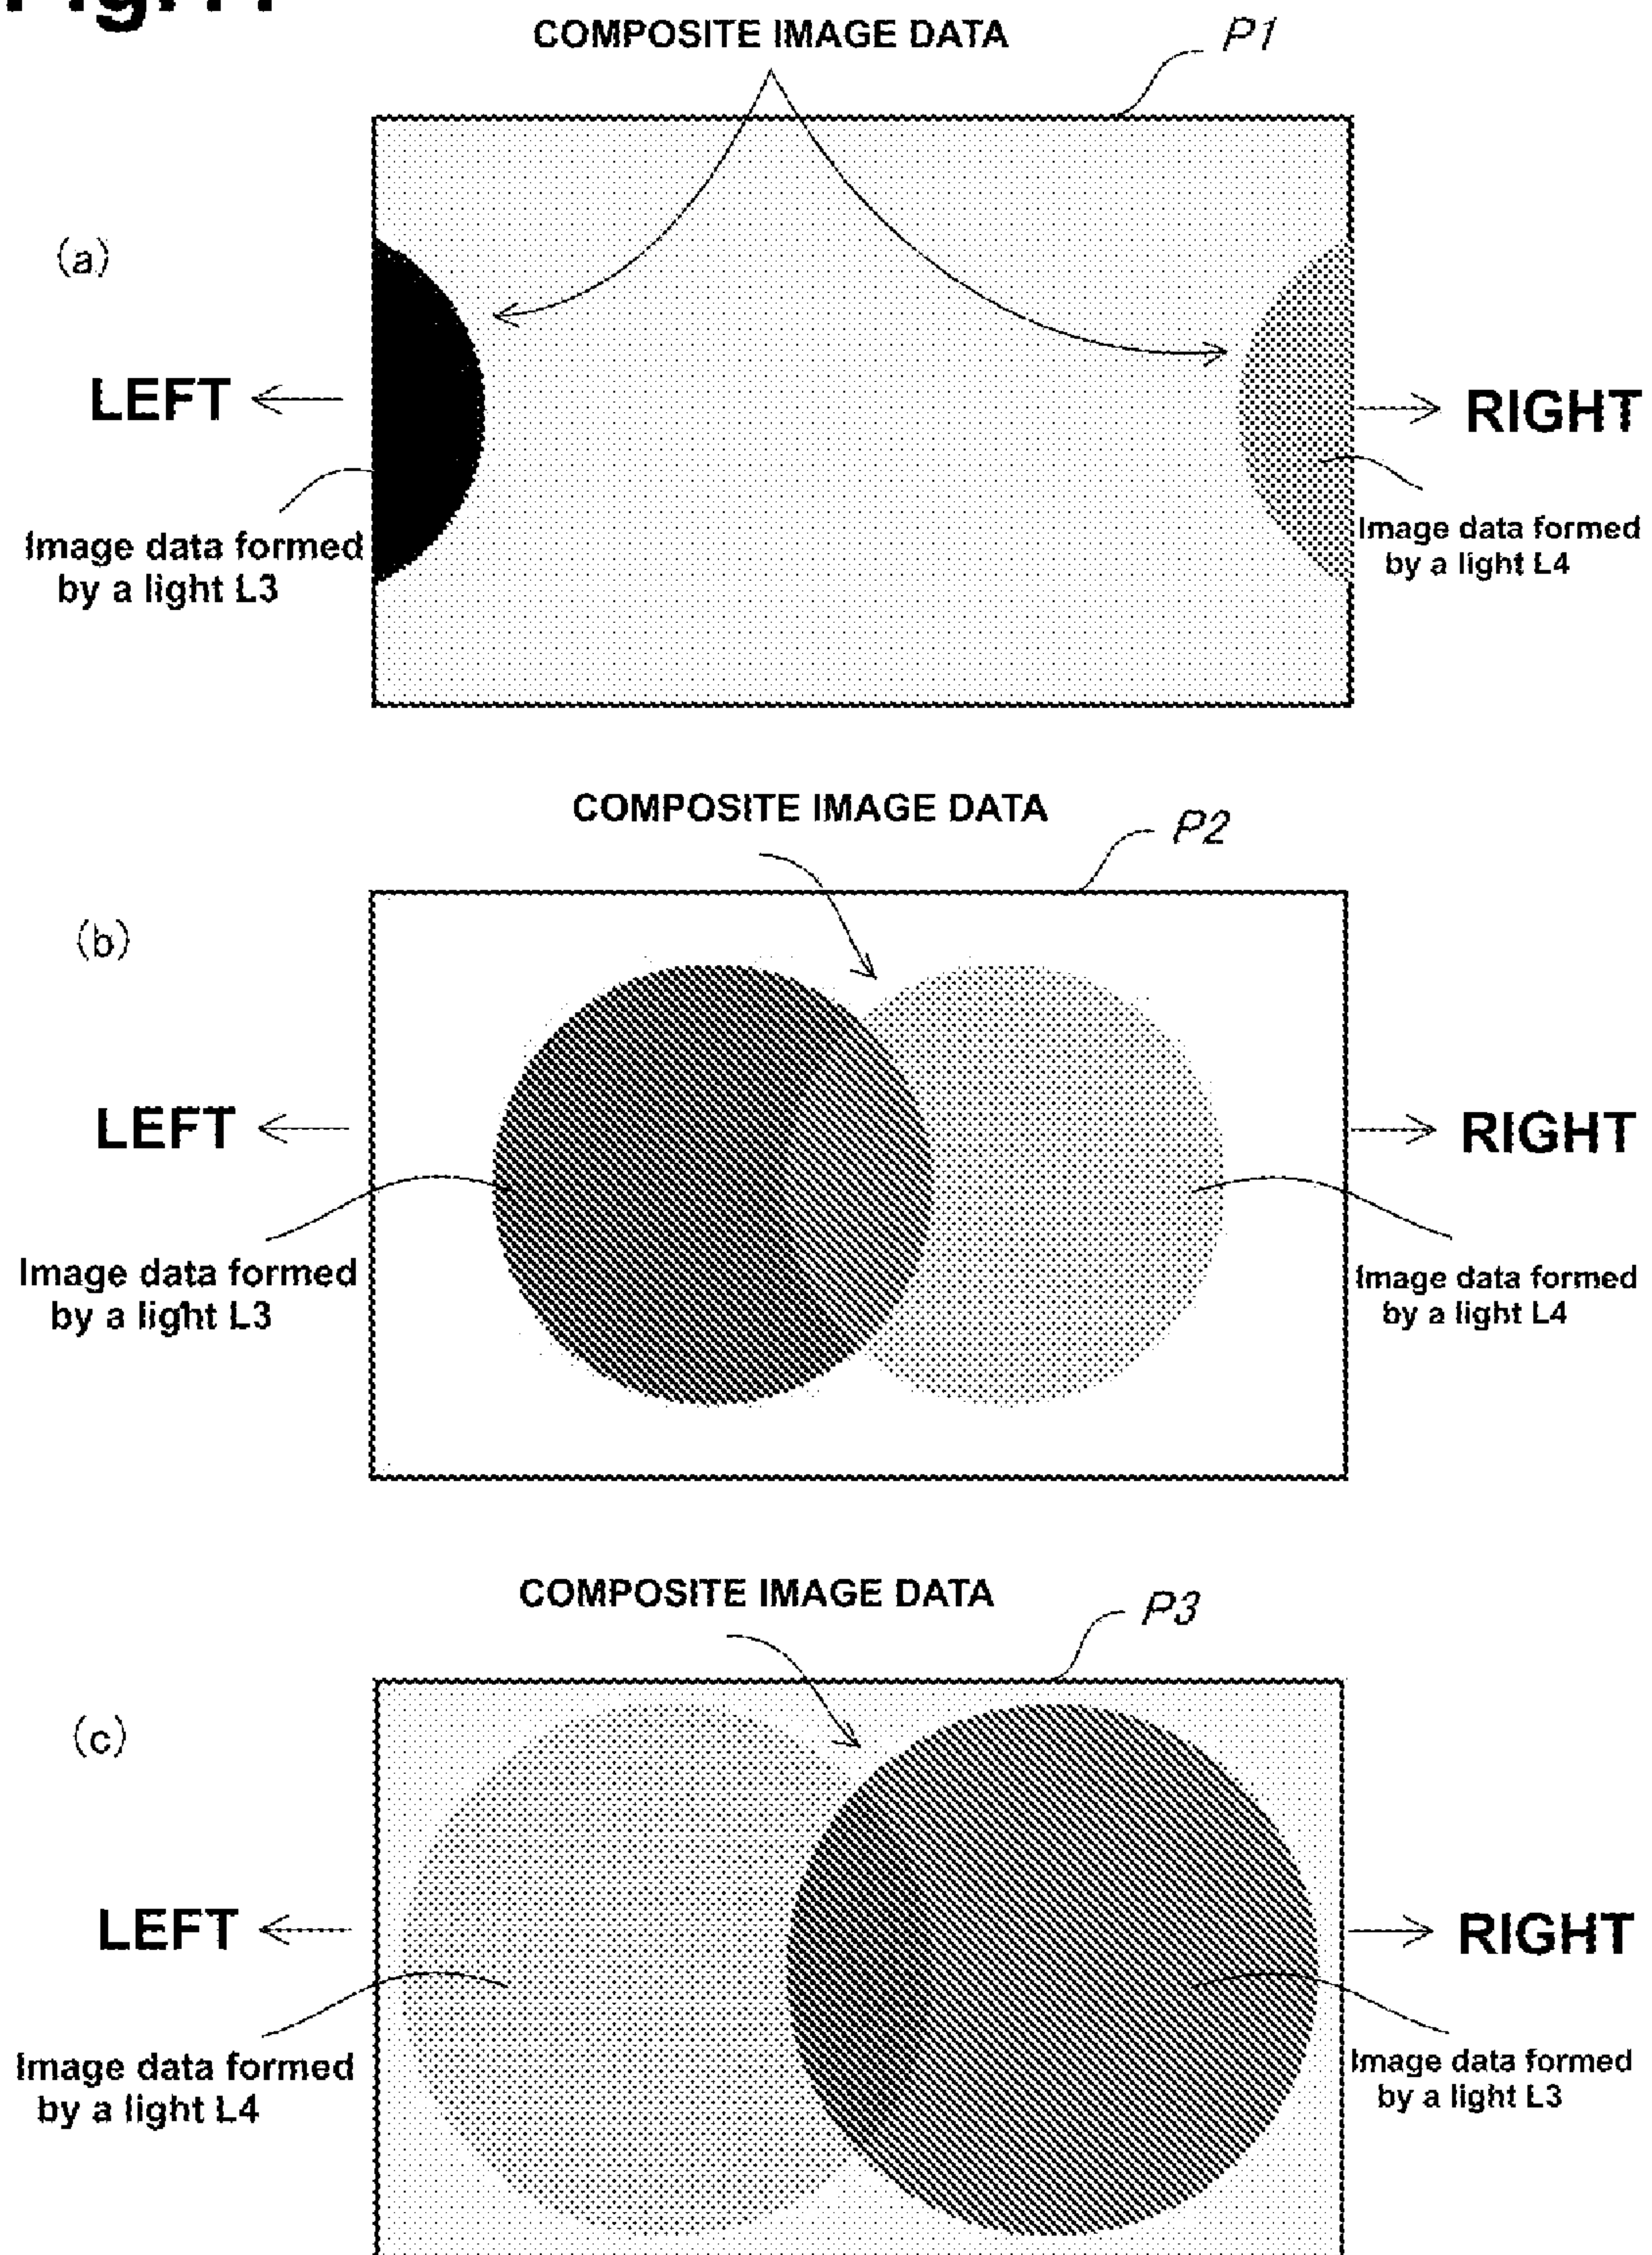 COMPOSITE IMAGE DATA
P1
(a)
LEFT
RIGHT
Image data formed
by a light L3
Image data formed
by a light L4
COMPOSITE IMAGE DATA
P2
(b)
LEFT
RIGHT
Image data formed
by a light L3
Image data formed
by a light L4
COMPOSITE IMAGE DATA
P3
(c)
LEFT
RIGHT
Image data formed
by a light L4
Image data formed
by a light L3